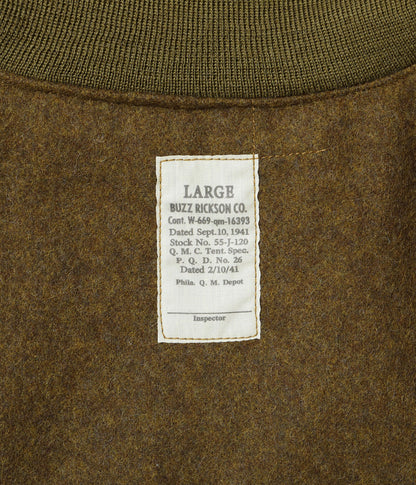 LARGE
BUZZ RICKSON CO.
Cont. W-669-qm-16393
Dated Sept. 10, 1941
Stock No. 55-J-120
Q. M. C. Tent. Spec.
P. Q. D. No. 26
Dated 2/10/41
Phila. Q. M. Depot
Inspector